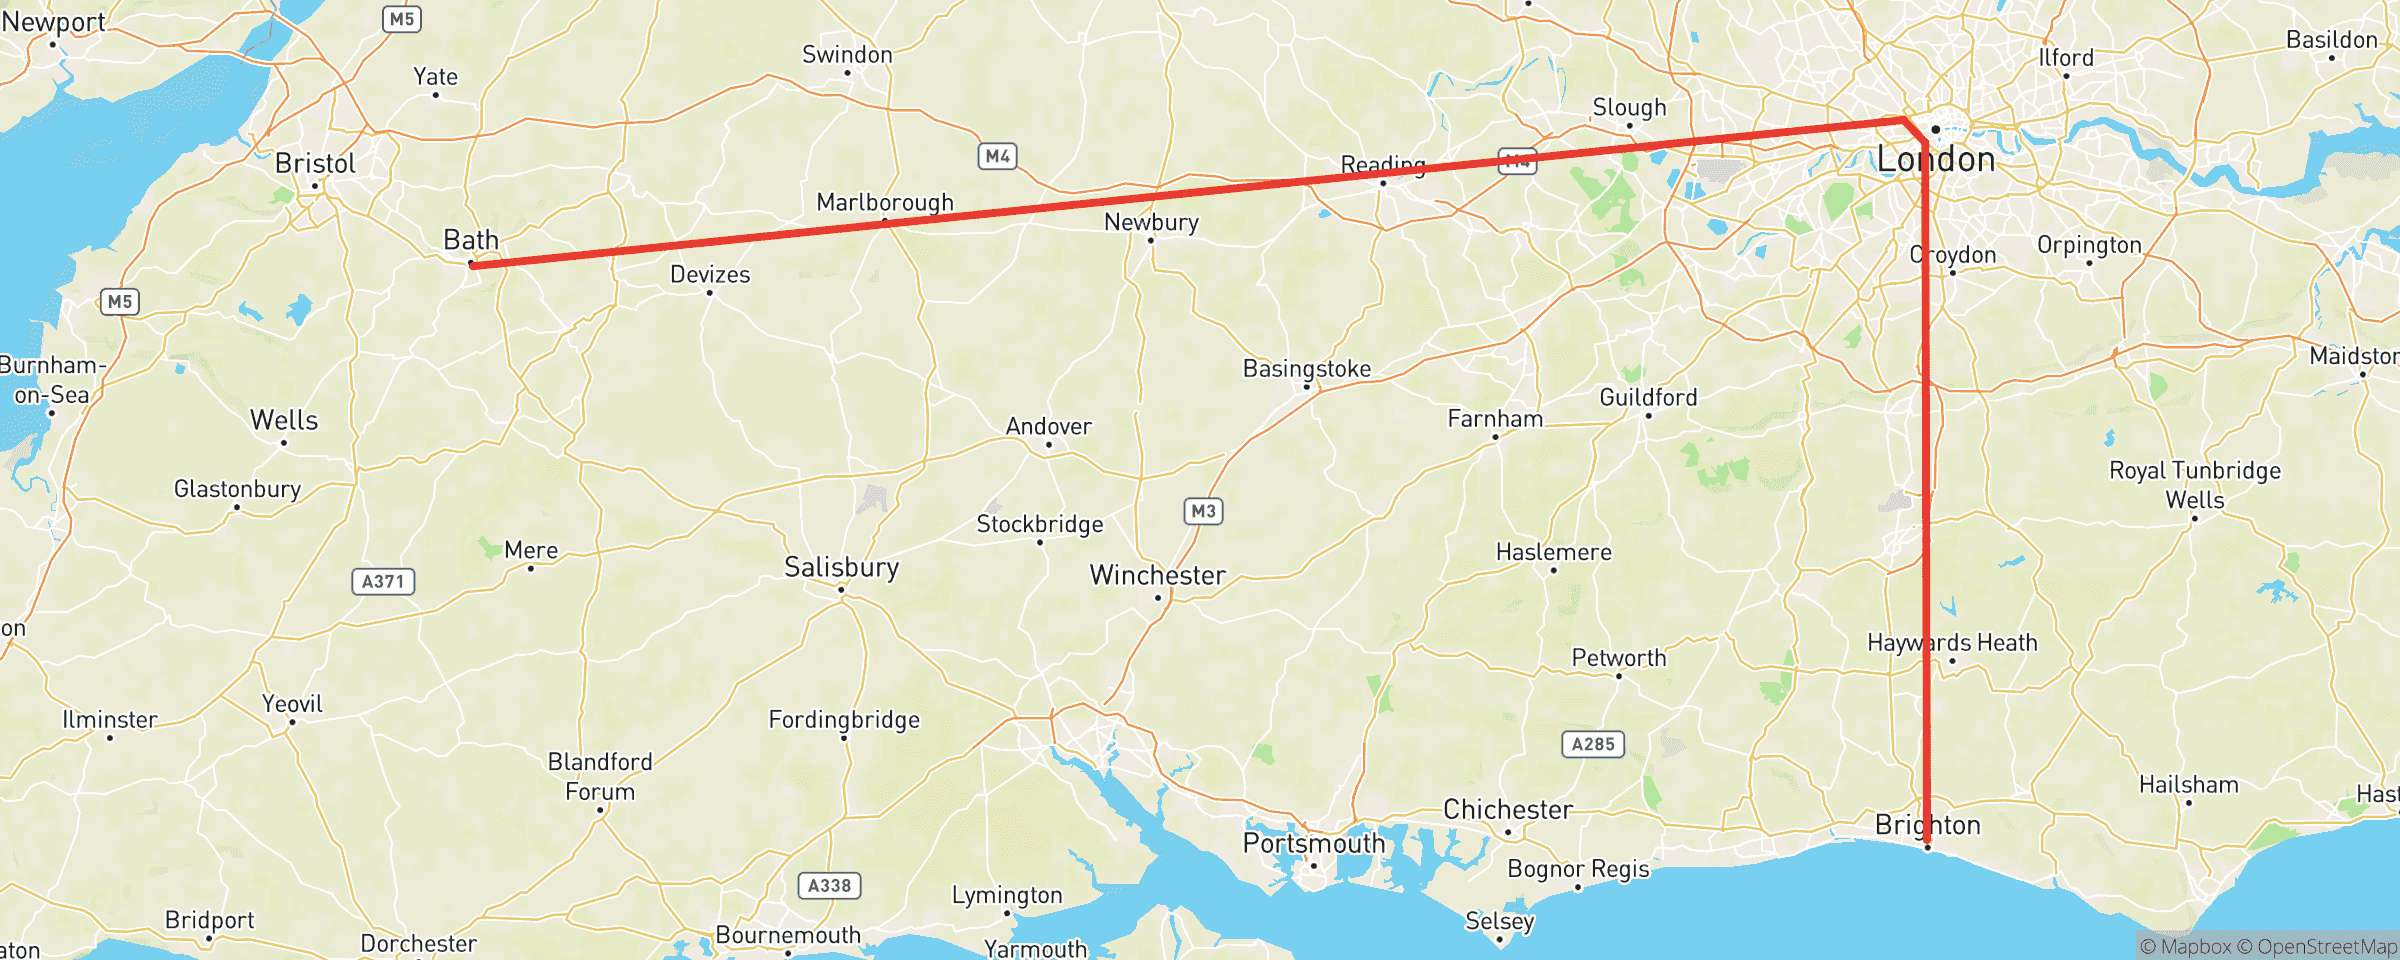 Newport
M5
Yate
Swindon
Ilford
Basildon
Slough
Bristol
M4
Reading
M4
London
Marlborough
Newbury
Bath
Croydon
Orpington
Devizes
M5
Burnham-
on-Sea
Basingstoke
Maidston
Guildford
Wells
Andover
Farnham
Glastonbury
Royal Tunbridge
Wells
M3
Stockbridge
Mere
Haslemere
A371
Salisbury
Winchester
on
Haywards Heath
Petworth
Yeovil
Ilminster
Fordingbridge
A285
Blandford
Forum
Hailsham
Hast
Chichester
Brighton
Portsmouth
A338
Bognor Regis
Lymington
Bridport
Selsey
Bournemouth
Dorchester
aton
Yarmouth
© Mapbox © OpenStreetMap